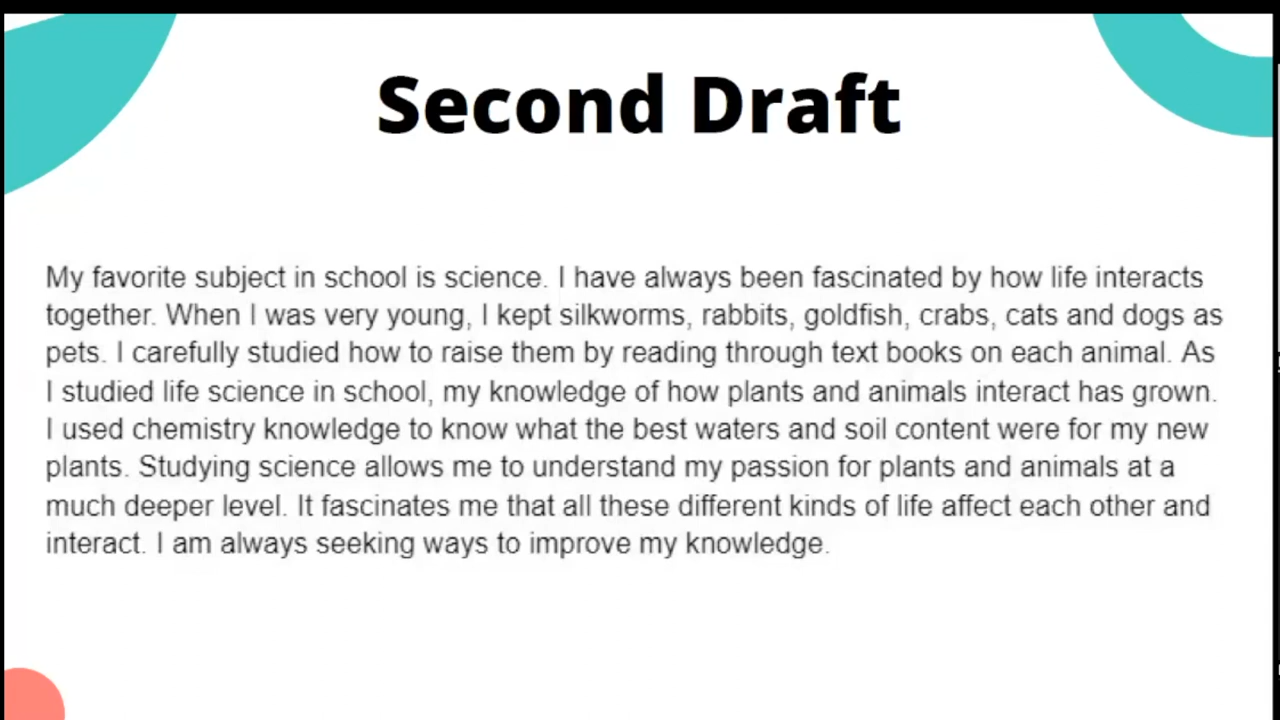 Second Draft
My favorite subject in school is science. I have always been fascinated by how life interacts
together. When I was very young, I kept silkworms, rabbits, goldfish, crabs, cats and dogs as
pets. I carefully studied how to raise them by reading through text books on each animal. As
I studied life science in school, my knowledge of how plants and animals interact has grown.
I used chemistry knowledge to know what the best waters and soil content were for my new
plants. Studying science allows me to understand my passion for plants and animals at a
much deeper level. It fascinates me that all these different kinds of life affect each other and
interact. I am always seeking ways to improve my knowledge.